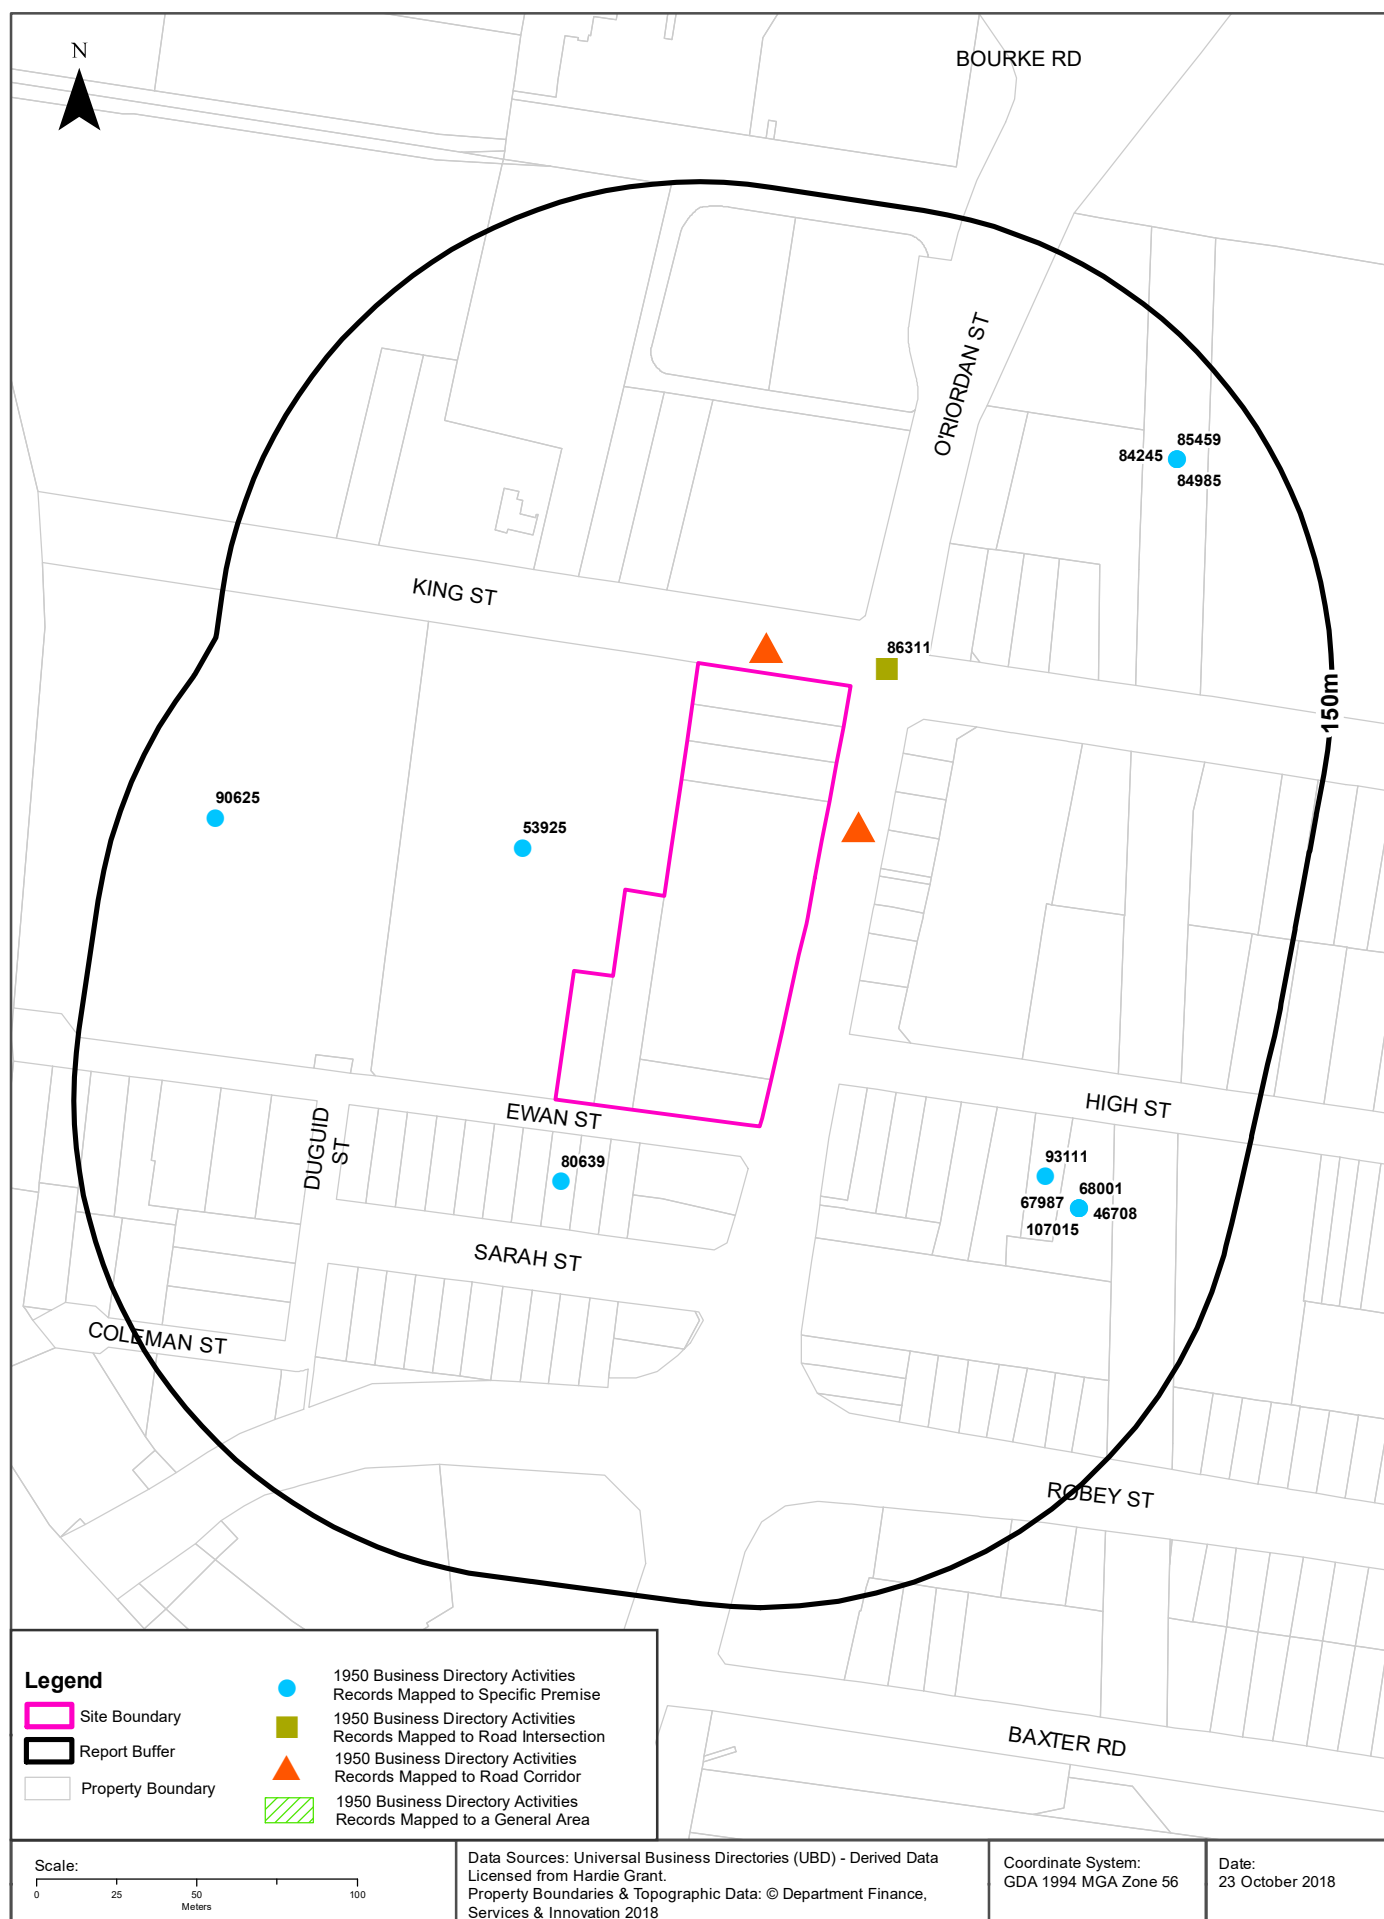 N
BOURKE RD
O'RIORDAN ST
85459
84245
84985
KING ST
86311
150m
90625
53925
HIGH ST
EWAN ST
DUGUID
ST
80639
93111
68001
67987
46708
107015
SARAH ST
COLEMAN ST
ROBEY ST
BAXTER RD
Legend
Site Boundary
Report Buffer
Property Boundary
1950 Business Directory Activities
Records Mapped to Specific Premise
1950 Business Directory Activities
Records Mapped to Road Intersection
1950 Business Directory Activities
Records Mapped to Road Corridor
1950 Business Directory Activities
Records Mapped to a General Area
Scale:
0 25 50 100
Meters
Data Sources: Universal Business Directories (UBD) - Derived Data
Licensed from Hardie Grant.
Property Boundaries & Topographic Data: © Department Finance,
Services & Innovation 2018
Coordinate System:
GDA 1994 MGA Zone 56
Date:
23 October 2018